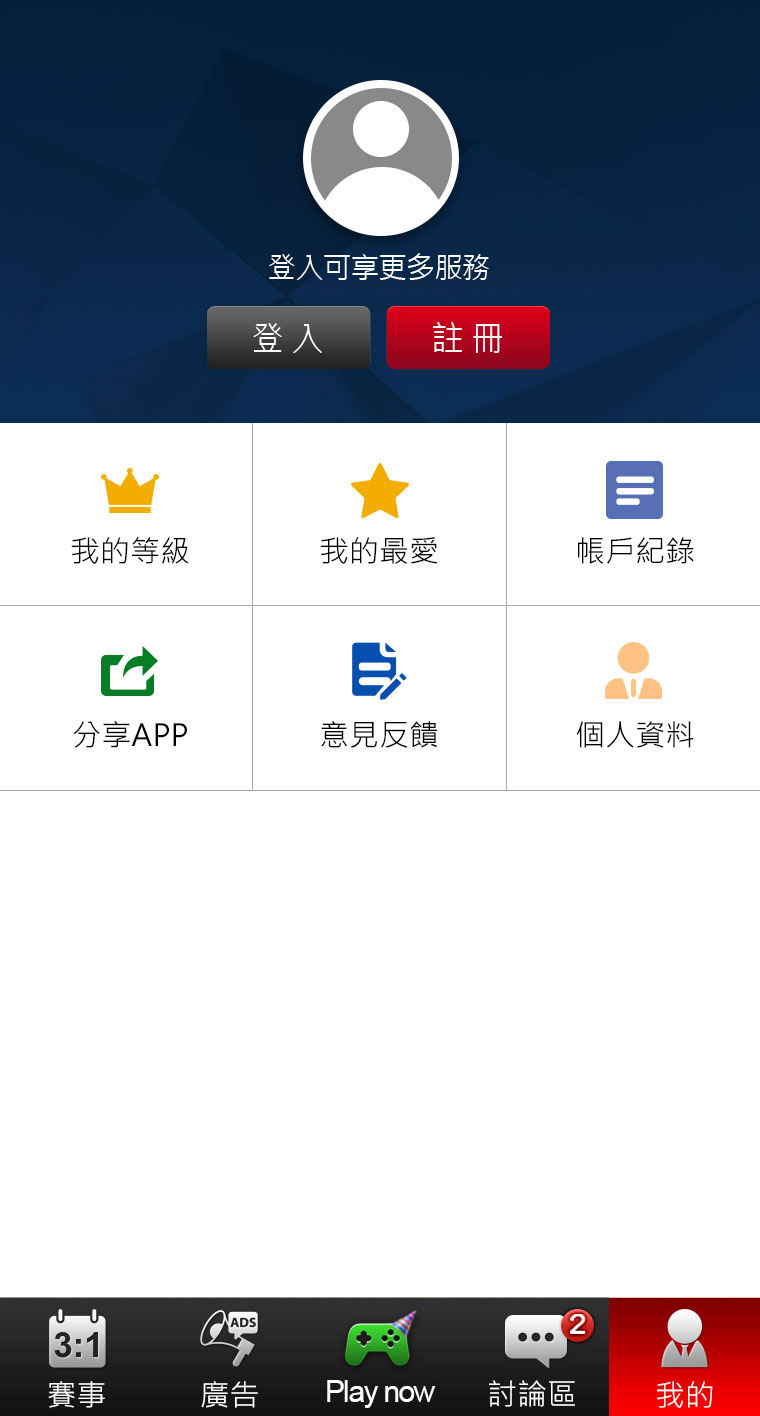 登入可享更多服務
登入
註冊
我的等級
我的最愛
帳戶紀錄
分享APP
意見反饋
個人資料
3:1
ADS
2
賽事
廣告
Play now
討論區
我的